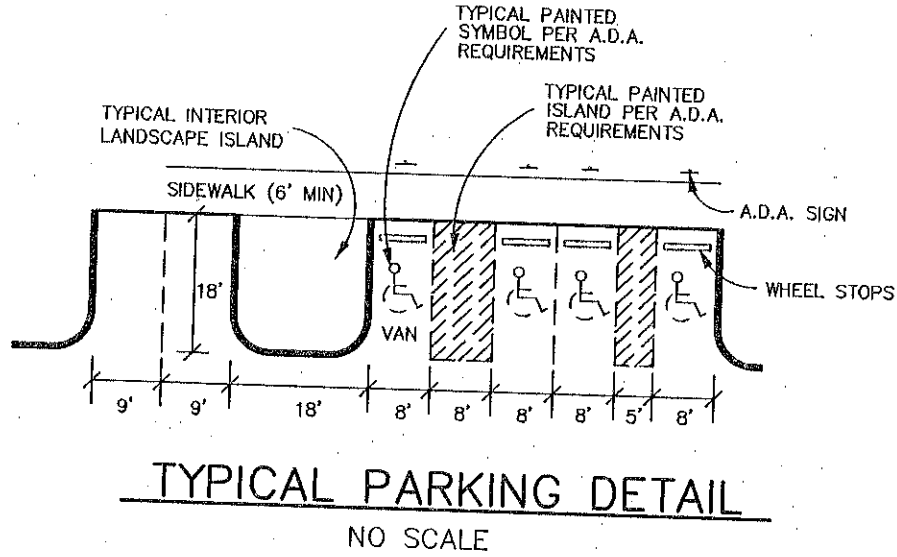 TYPICAL PAINTED
SYMBOL PER A.D.A.
REQUIREMENTS
TYPICAL INTERIOR
LANDSCAPE ISLAND
TYPICAL PAINTED
ISLAND PER A.D.A.
REQUIREMENTS
SIDEWALK (6' MIN)
A.D.A. SIGN
WHEEL STOPS
18'
VAN
9' 9' 18' 8' 8' 8' 8' 5' 8'
TYPICAL PARKING DETAIL
NO SCALE